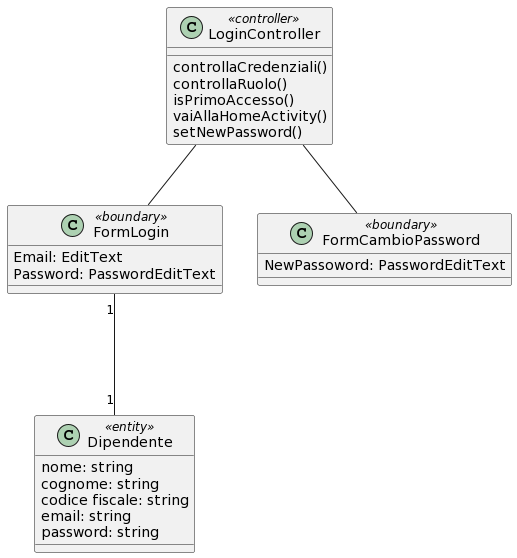 C
«controller»
LoginController
controllaCredenziali()
controllaRuolo()
isPrimoAccesso()
vaiAllaHomeActivity()
setNewPassword()
C
«boundary»
FormLogin
Email: EditText
Password: PasswordEditText
C
«boundary»
FormCambioPassword
NewPassoword: PasswordEditText
1
1
C
«entity»
Dipendente
nome: string
cognome: string
codice fiscale: string
email: string
password: string